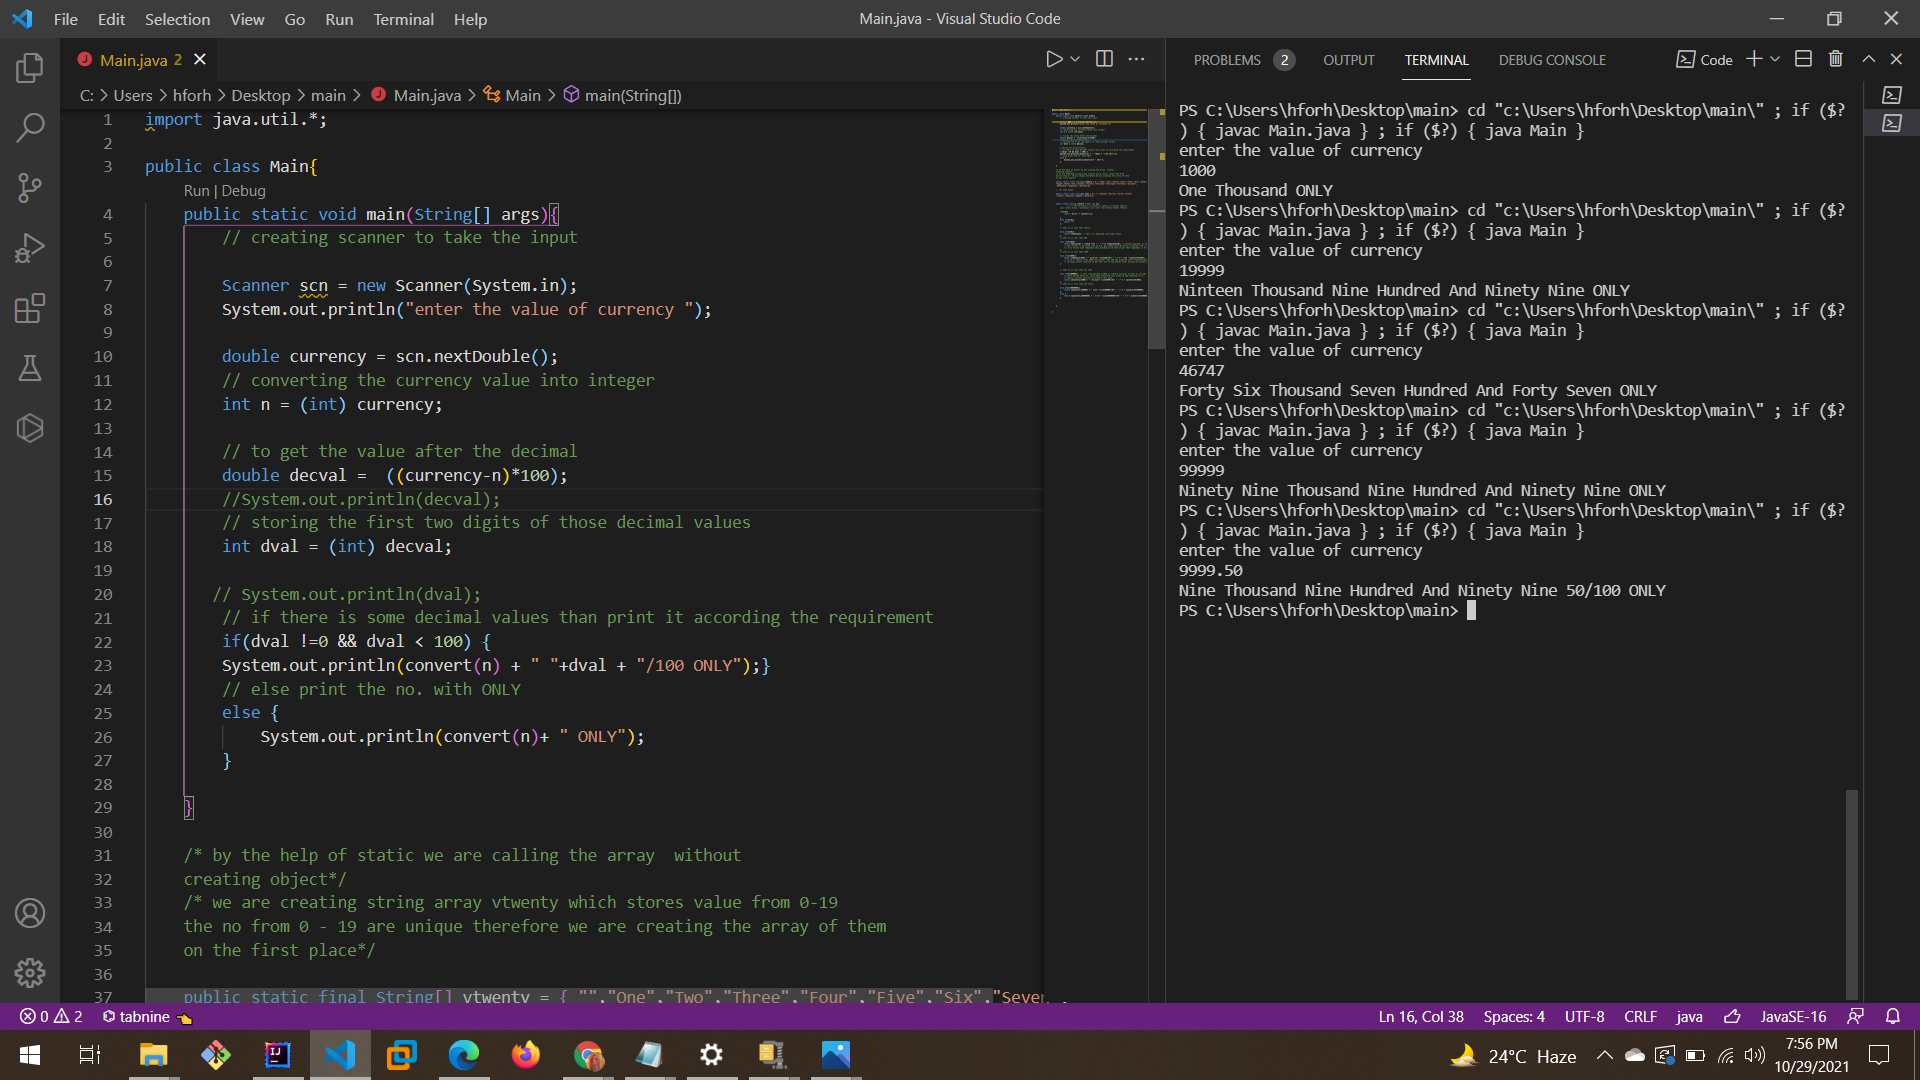 File Edit Selection View Go Run Terminal Help
Main.java - Visual Studio Code
Main.java 2
C: > Users > hforh > Desktop > main > Main.java > Main > main(String[])
1 import java.util.*;
2
3 public class Main{
Run | Debug
4 public static void main(String[] args){
5 // creating scanner to take the input
6
7 Scanner scn = new Scanner(System.in);
8 System.out.println("enter the value of currency ");
9
10 double currency = scn.nextDouble();
11 // converting the currency value into integer
12 int n = (int) currency;
13
14 // to get the value after the decimal
15 double decval =  ((currency-n)*100);
16 //System.out.println(decval);
17 // storing the first two digits of those decimal values
18 int dval = (int) decval;
19
20 // System.out.println(dval);
21 // if there is some decimal values than print it according the requirement
22 if(dval !=0 && dval < 100) {
23 System.out.println(convert(n) + " "+dval + "/100 ONLY");}
24 // else print the no. with ONLY
25 else {
26 System.out.println(convert(n)+ " ONLY");
27 }
28
29 }
30
31 /* by the help of static we are calling the array  without
32 creating object*/
33 /* we are creating string array vtwenty which stores value from 0-19
34 the no from 0 - 19 are unique therefore we are creating the array of them
35 on the first place*/
36
37 public static final String[] vtwenty = { "","One","Two","Three","Four","Five","Six","Seven",
PROBLEMS 2 OUTPUT TERMINAL DEBUG CONSOLE
Code
PS C:\Users\hforh\Desktop\main> cd "c:\Users\hforh\Desktop\main\" ; if ($?
) { javac Main.java } ; if ($?) { java Main }
enter the value of currency
1000
One Thousand ONLY
PS C:\Users\hforh\Desktop\main> cd "c:\Users\hforh\Desktop\main\" ; if ($?
) { javac Main.java } ; if ($?) { java Main }
enter the value of currency
19999
Ninteen Thousand Nine Hundred And Ninety Nine ONLY
PS C:\Users\hforh\Desktop\main> cd "c:\Users\hforh\Desktop\main\" ; if ($?
) { javac Main.java } ; if ($?) { java Main }
enter the value of currency
46747
Forty Six Thousand Seven Hundred And Forty Seven ONLY
PS C:\Users\hforh\Desktop\main> cd "c:\Users\hforh\Desktop\main\" ; if ($?
) { javac Main.java } ; if ($?) { java Main }
enter the value of currency
99999
Ninety Nine Thousand Nine Hundred And Ninety Nine ONLY
PS C:\Users\hforh\Desktop\main> cd "c:\Users\hforh\Desktop\main\" ; if ($?
) { javac Main.java } ; if ($?) { java Main }
enter the value of currency
9999.50
Nine Thousand Nine Hundred And Ninety Nine 50/100 ONLY
PS C:\Users\hforh\Desktop\main>
0 2 tabnine
Ln 16, Col 38 Spaces: 4 UTF-8 CRLF java JavaSE-16
24°C Haze
7:56 PM
10/29/2021